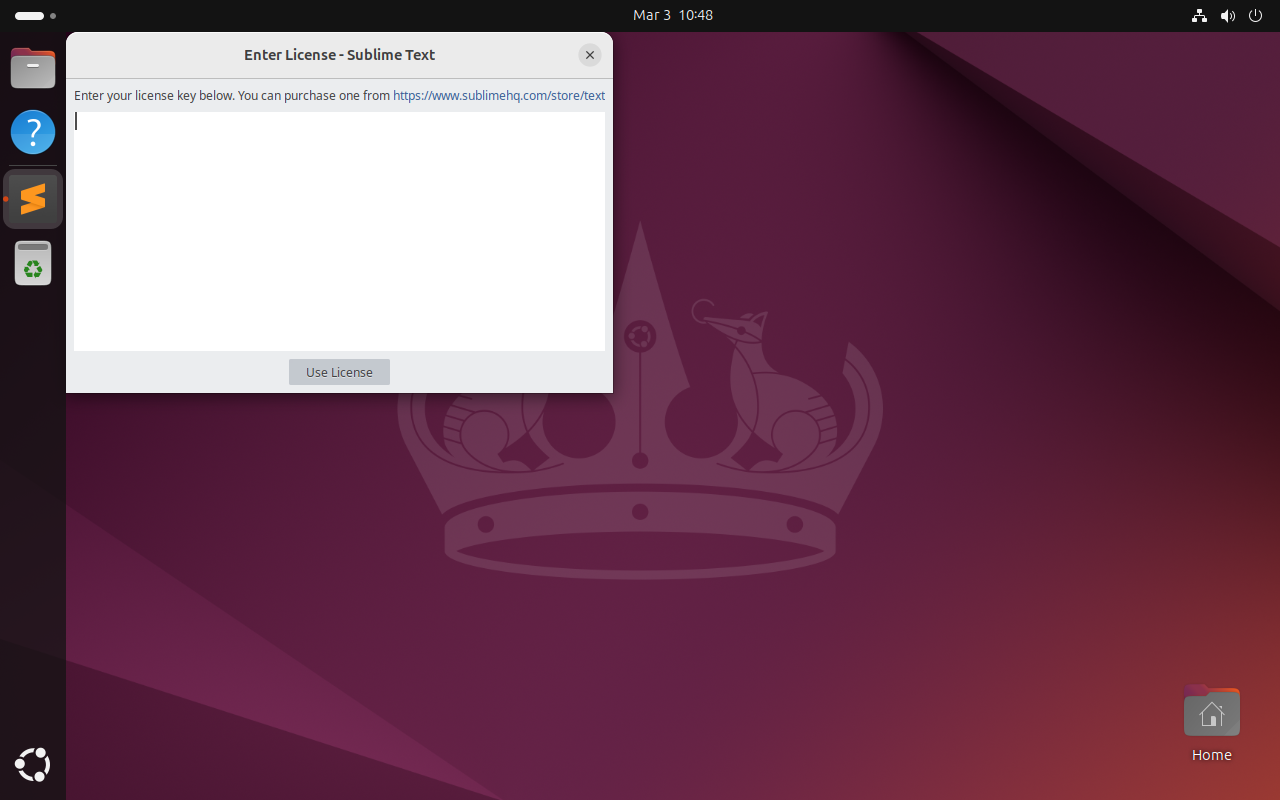 Mar 3 10:48
Enter License - Sublime Text
Enter your license key below. You can purchase one from https://www.sublimehq.com/store/text
Use License
Home